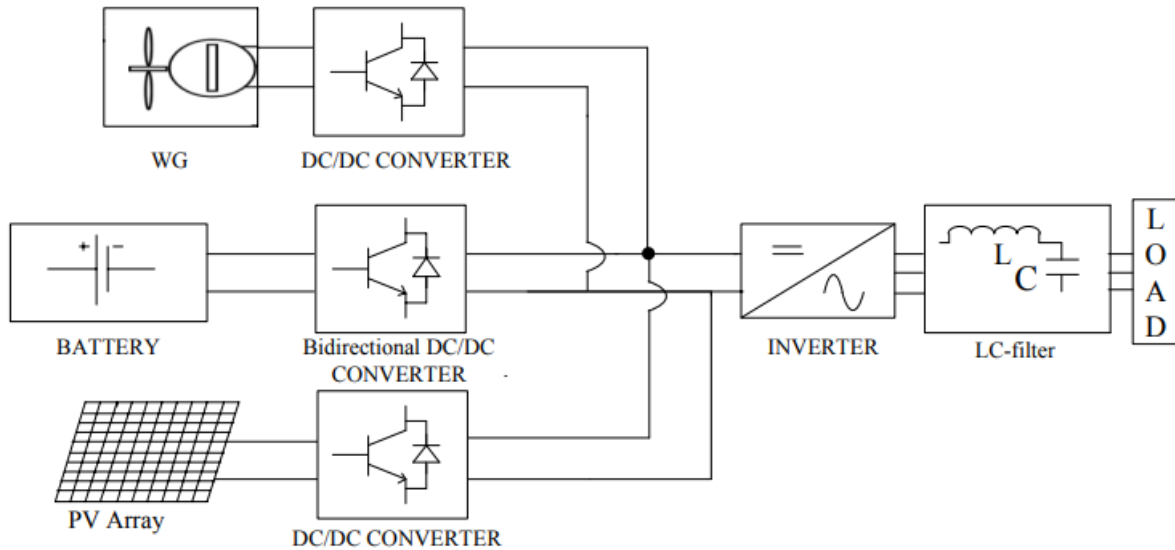 WG
DC/DC CONVERTER
+ -
BATTERY
Bidirectional DC/DC
CONVERTER
INVERTER
L
C
LC-filter
L
O
A
D
PV Array
DC/DC CONVERTER